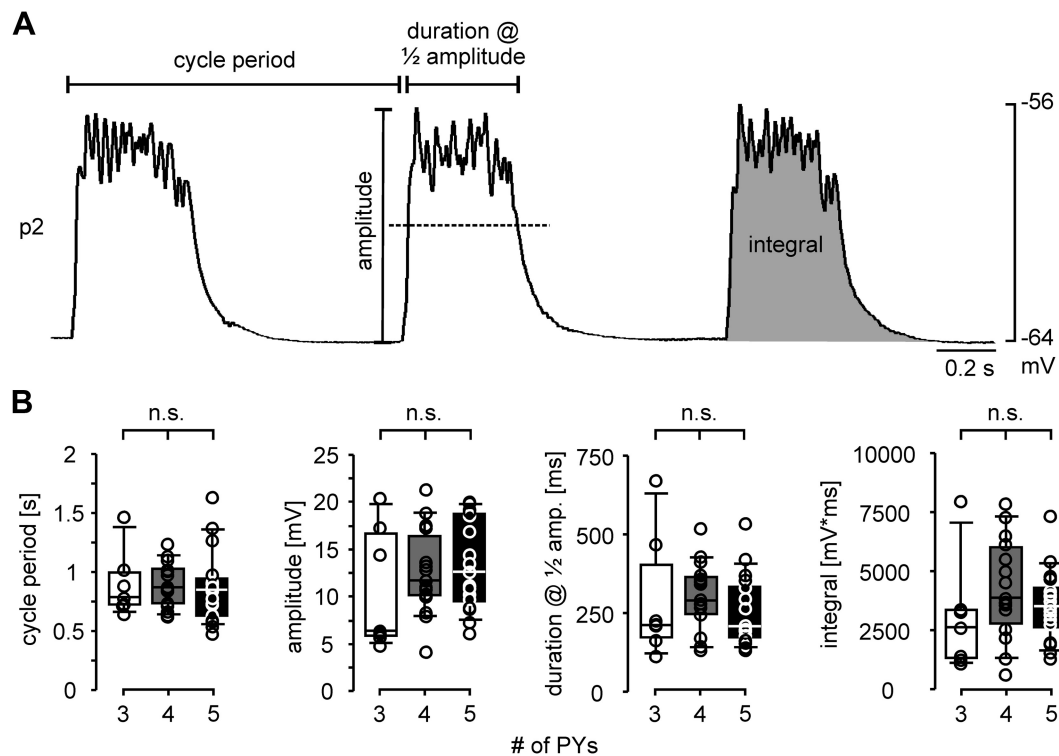 A
cycle period
duration @
½ amplitude
amplitude
p2
integral
-56
-64
mV
0.2 s
B
n.s.
n.s.
n.s.
n.s.
cycle period [s]
2
1.5
1
0.5
0
3 4 5
amplitude [mV]
25
20
15
10
5
0
3 4 5
duration @ ½ amp. [ms]
750
500
250
0
3 4 5
integral [mV*ms]
10000
7500
5000
2500
0
3 4 5
# of PYs